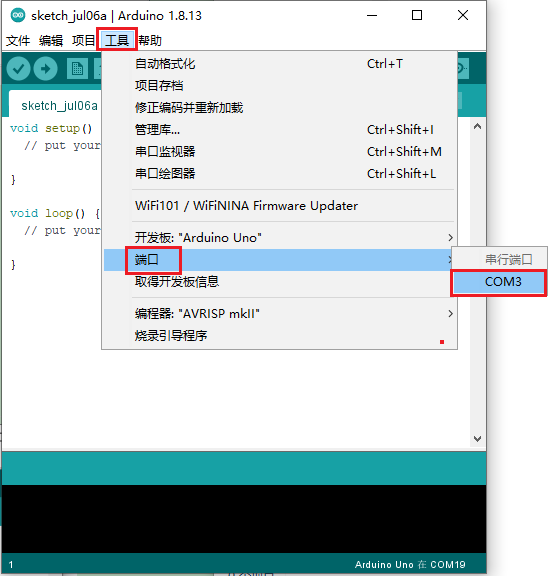 sketch_jul06a | Arduino 1.8.13
文件 编辑 项目 工具 帮助
sketch_jul06a
void setup()
// put your
}
void loop() {
// put your
}
自动格式化 Ctrl+T
项目存档
修正编码并重新加载
管理库... Ctrl+Shift+I
串口监视器 Ctrl+Shift+M
串口绘图器 Ctrl+Shift+L
WiFi101 / WiFiNINA Firmware Updater
开发板: "Arduino Uno"
端口
串行端口
COM3
取得开发板信息
编程器: "AVRISP mkII"
烧录引导程序
1 Arduino Uno 在 COM19